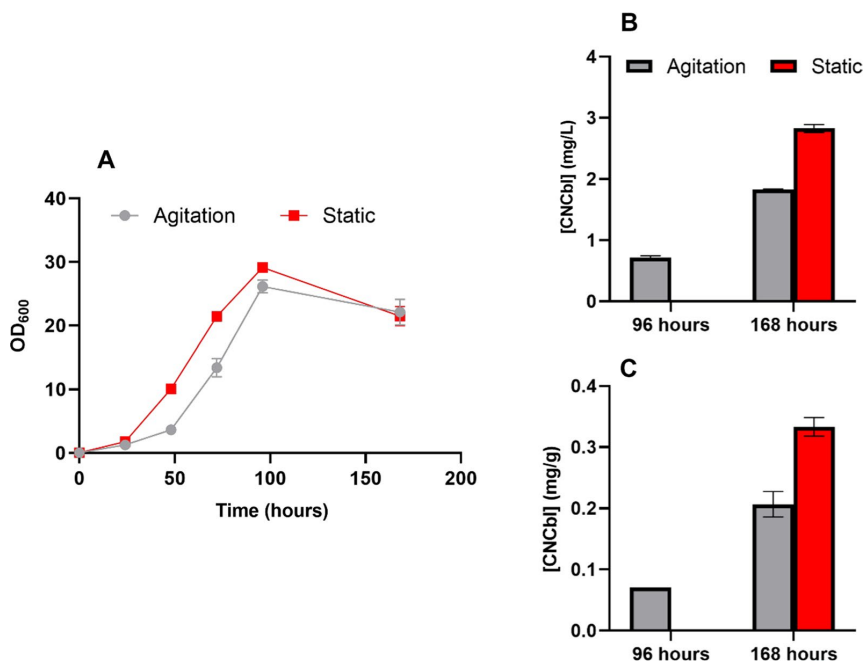 A
Agitation Static
40
30
20
10
0
OD600
0 50 100 150 200
Time (hours)
B
Agitation Static
4
3
2
1
0
[CNCbl] (mg/L)
96 hours 168 hours
C
0.4
0.3
0.2
0.1
0.0
[CNCbl] (mg/g)
96 hours 168 hours